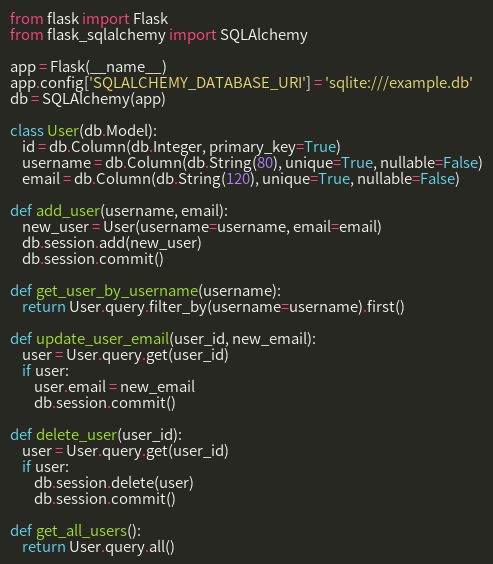 from flask import Flask
from flask_sqlalchemy import SQLAlchemy

app = Flask(__name__)
app.config['SQLALCHEMY_DATABASE_URI'] = 'sqlite:///example.db'
db = SQLAlchemy(app)

class User(db.Model):
    id = db.Column(db.Integer, primary_key=True)
    username = db.Column(db.String(80), unique=True, nullable=False)
    email = db.Column(db.String(120), unique=True, nullable=False)

def add_user(username, email):
    new_user = User(username=username, email=email)
    db.session.add(new_user)
    db.session.commit()

def get_user_by_username(username):
    return User.query.filter_by(username=username).first()

def update_user_email(user_id, new_email):
    user = User.query.get(user_id)
    if user:
        user.email = new_email
        db.session.commit()

def delete_user(user_id):
    user = User.query.get(user_id)
    if user:
        db.session.delete(user)
        db.session.commit()

def get_all_users():
    return User.query.all()